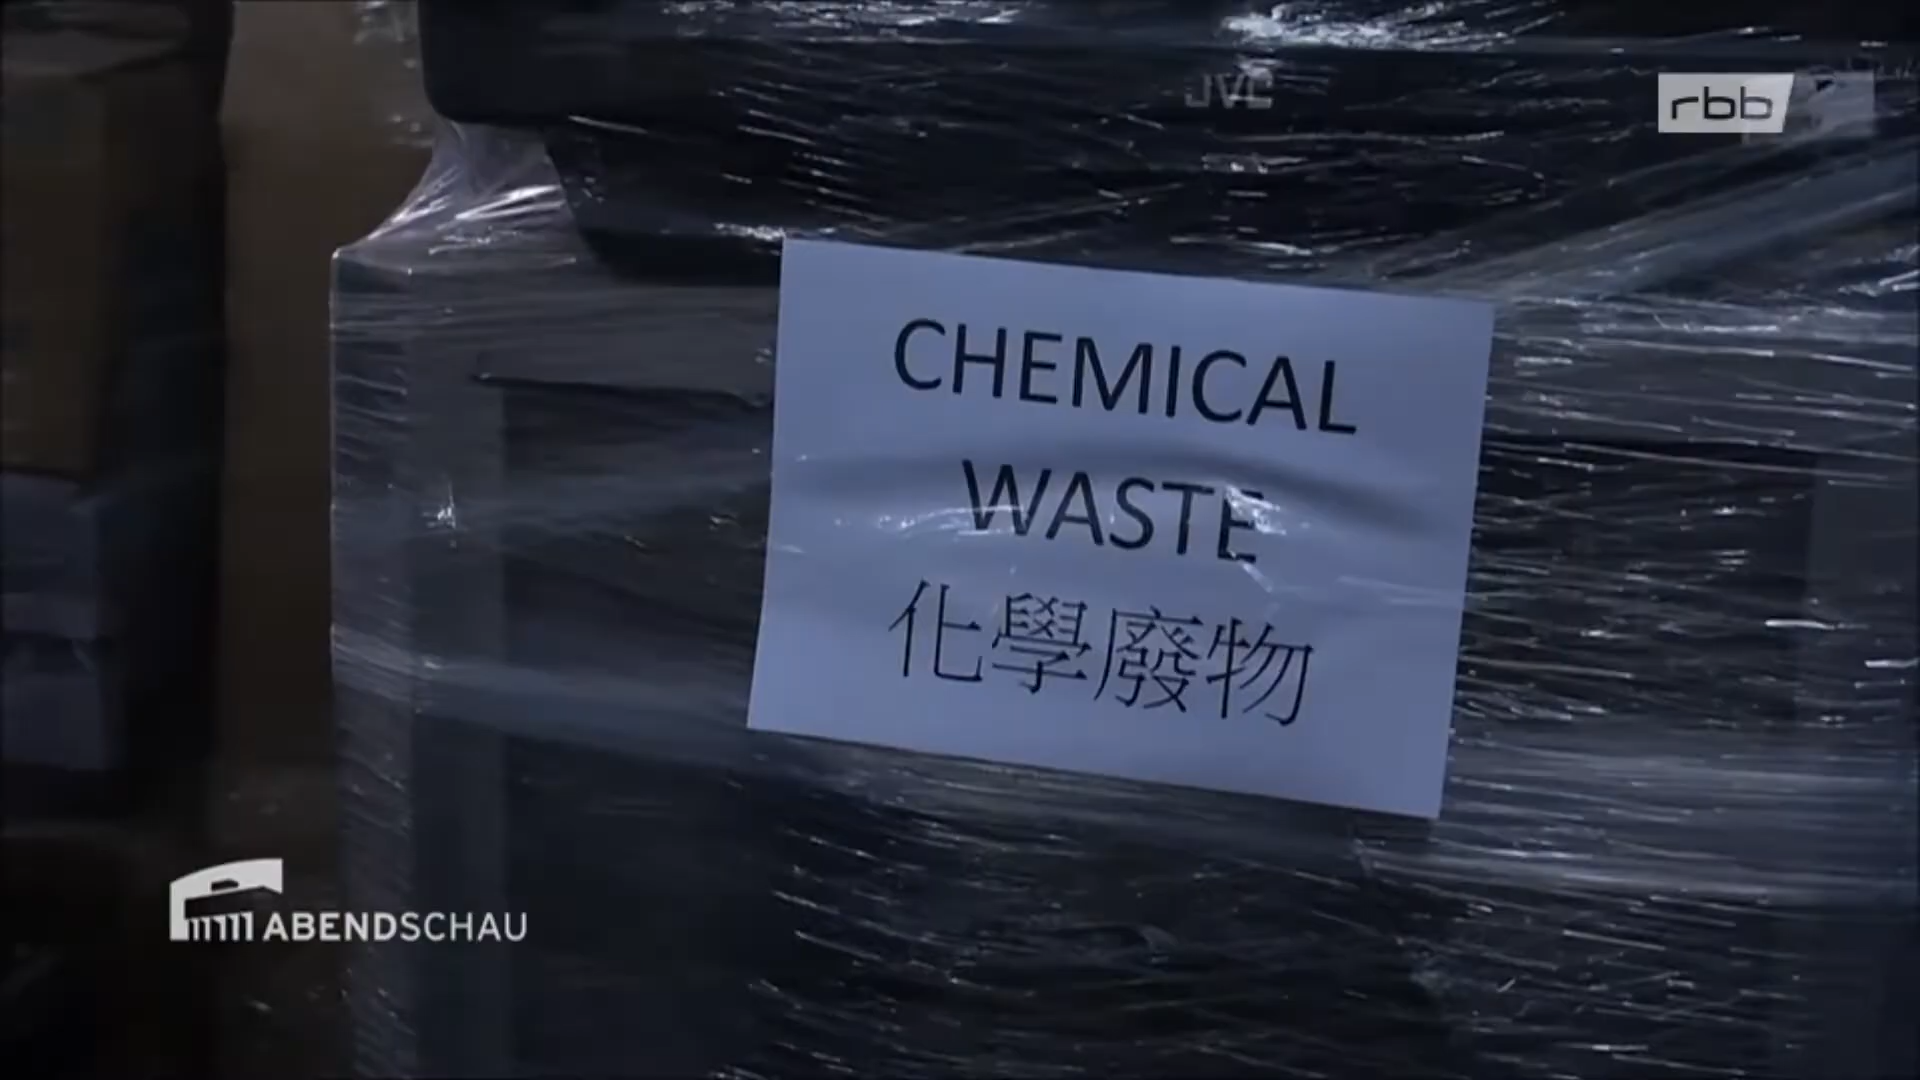 JVC
rbb
CHEMICAL
WASTE
化學廢物
ABENDSCHAU